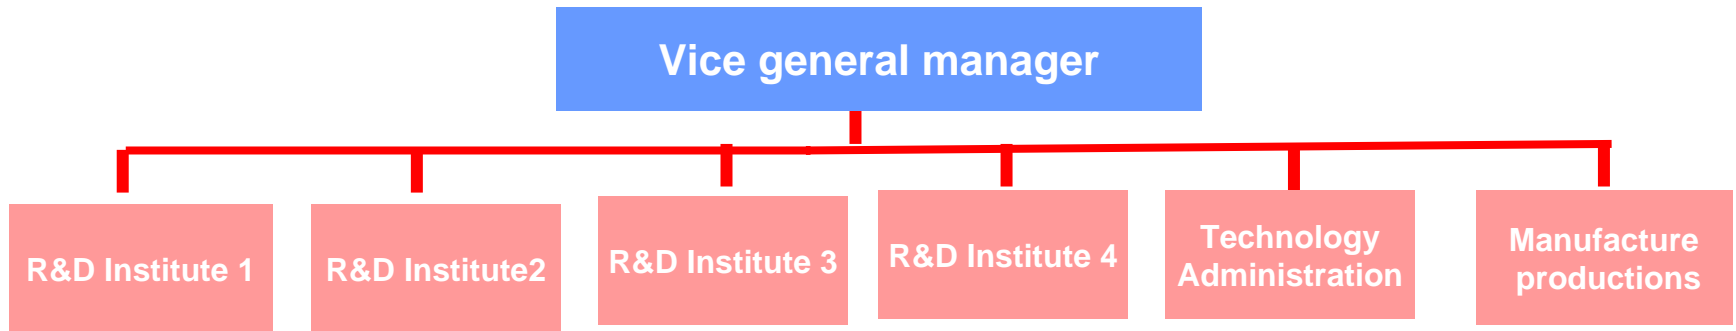 Vice general manager
R&D Institute 1
R&D Institute2
R&D Institute 3
R&D Institute 4
Technology
Administration
Manufacture
productions